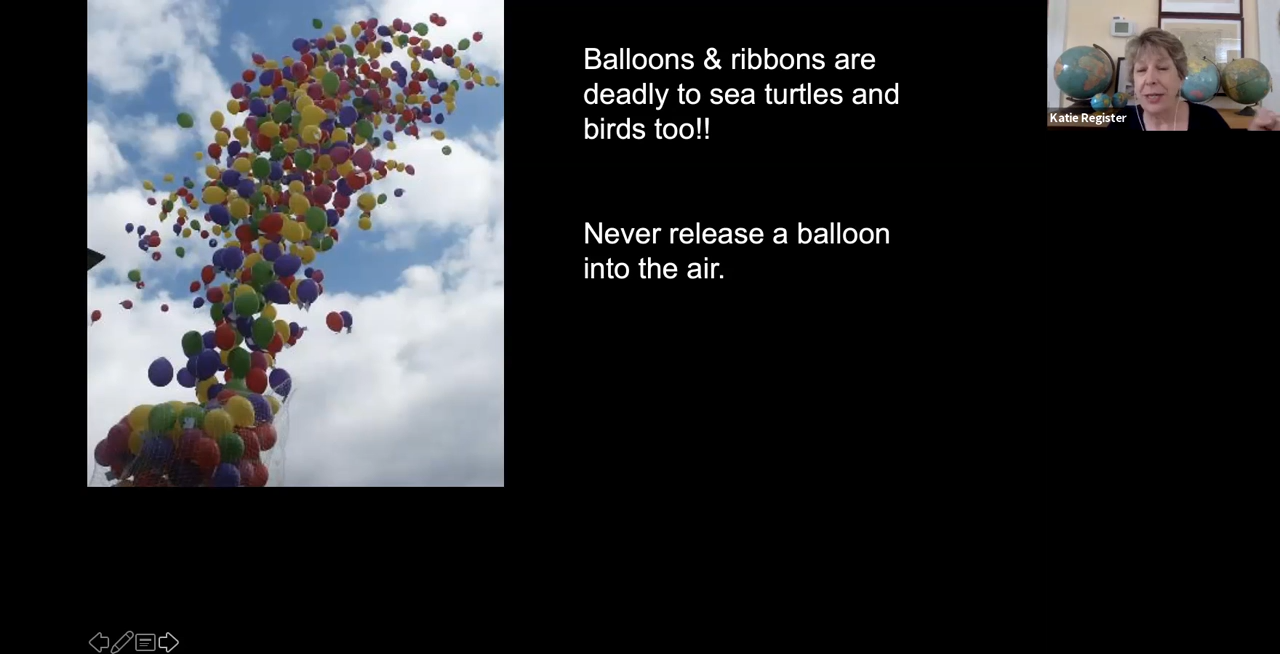 Balloons & ribbons are
deadly to sea turtles and
birds too!!
Never release a balloon
into the air.
Katie Register